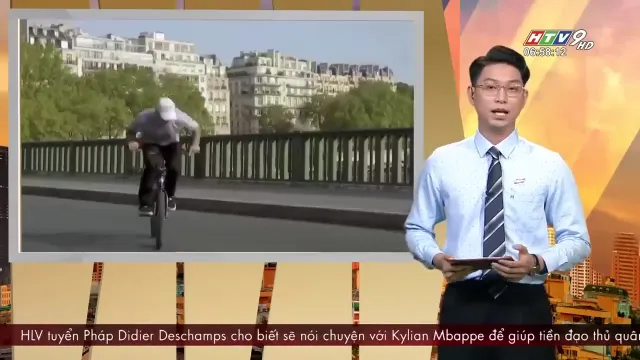 HTV9 HD
06:58:12
HLV tuyển Pháp Didier Deschamps cho biết sẽ nói chuyện với Kylian Mbappe để giúp tiền đạo thủ quân